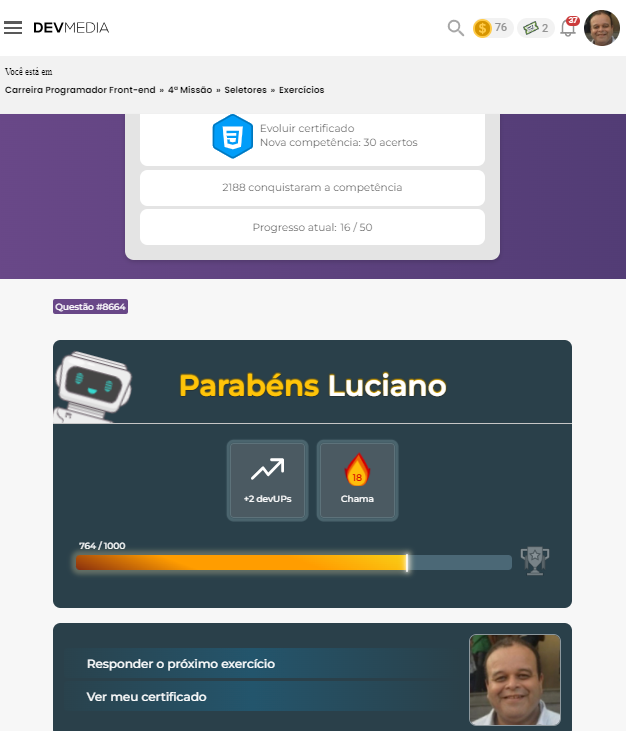 DEVMEDIA
76
2
37
Você está em
Carreira Programador Front-end » 4ª Missão » Seletores » Exercícios
Evoluir certificado
Nova competência: 30 acertos
2188 conquistaram a competência
Progresso atual: 16 / 50
Questão #8664
Parabéns Luciano
18
+2 devUPs
Chama
764 / 1000
Responder o próximo exercício
Ver meu certificado